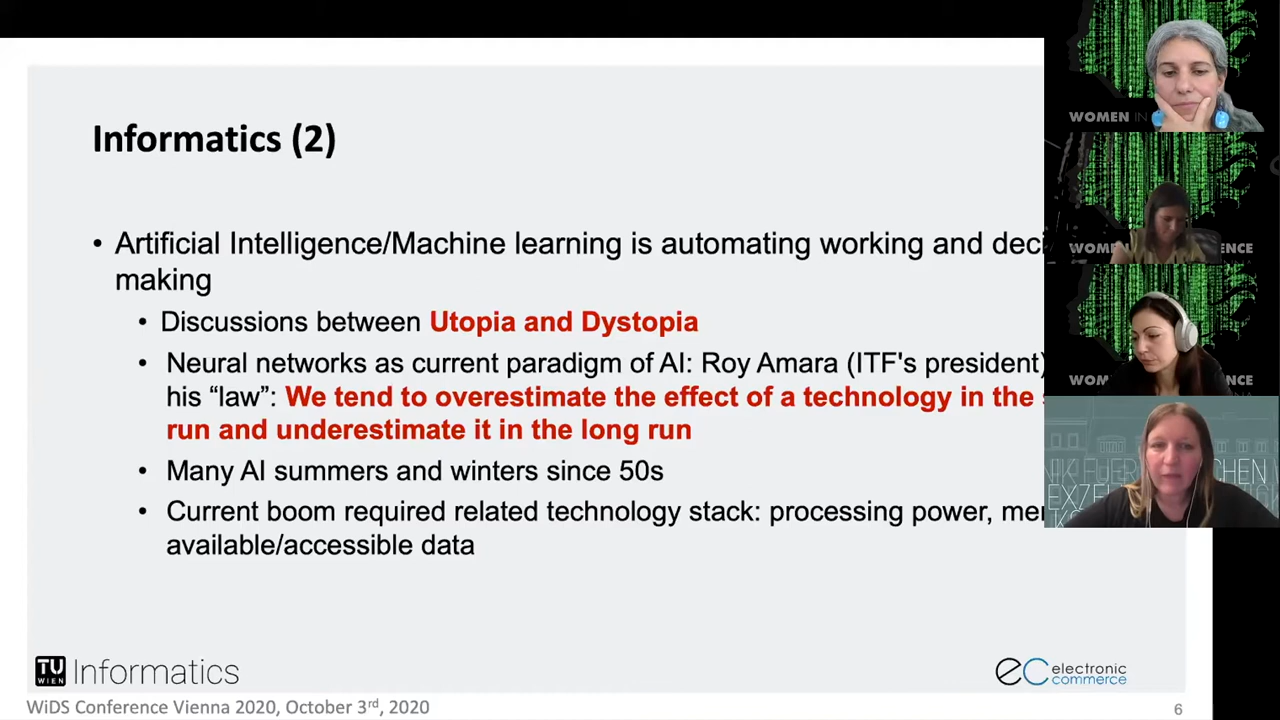 Informatics (2)
• Artificial Intelligence/Machine learning is automating working and
making
• Discussions between Utopia and Dystopia
• Neural networks as current paradigm of AI: Roy Amara (ITF's president)
his “law”: We tend to overestimate the effect of a technology in the
run and underestimate it in the long run
• Many AI summers and winters since 50s
• Current boom required related technology stack: processing power,
available/accessible data
TU WIEN Informatics
ec electronic commerce
WiDS Conference Vienna 2020, October 3rd, 2020
6
WOMEN IN